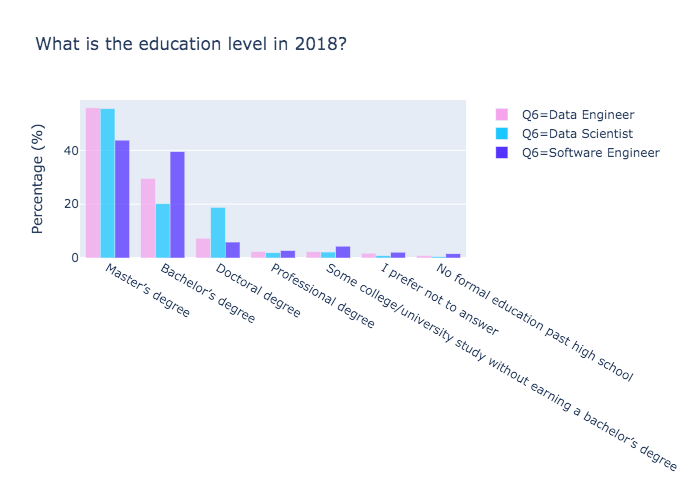 What is the education level in 2018?
Q6=Data Engineer
Q6=Data Scientist
Q6=Software Engineer
Percentage (%)
40
20
0
Master’s degree
Bachelor’s degree
Doctoral degree
Professional degree
Some college/university study without earning a bachelor’s degree
I prefer not to answer
No formal education past high school